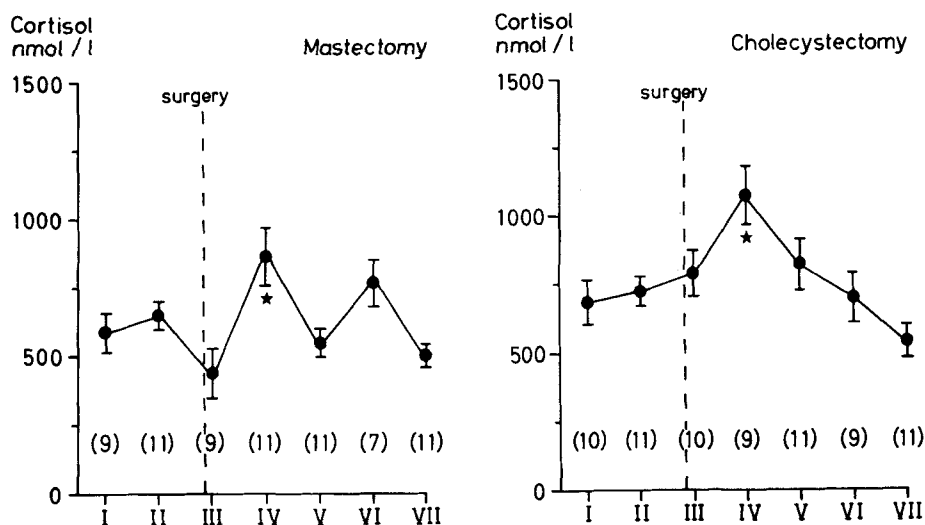 Cortisol
nmol / l
Mastectomy
1500
surgery
1000
500
(9) (11) (9) (11) (11) (7) (11)
0
I II III IV V VI VII
Cortisol
nmol / l
Cholecystectomy
1500
surgery
1000
500
(10) (11) (10) (9) (11) (9) (11)
0
I II III IV V VI VII